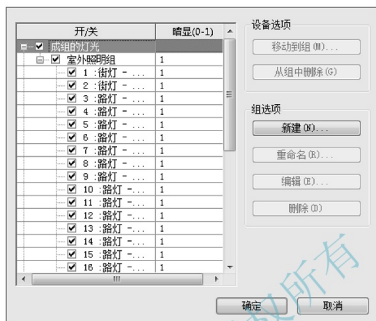 开/关 暗显(0-1)
成组的灯光
室外照明组 1
1 :街灯 - ... 1
2 :街灯 - ... 1
3 :路灯 - ... 1
4 :路灯 - ... 1
5 :路灯 - ... 1
6 :路灯 - ... 1
7 :路灯 - ... 1
8 :路灯 - ... 1
9 :路灯 - ... 1
10 :路灯 -... 1
11 :路灯 -... 1
12 :路灯 -... 1
13 :路灯 -... 1
14 :路灯 -... 1
15 :路灯 -... 1
16 :路灯 -... 1
设备选项
移动到组(M)...
从组中删除(G)
组选项
新建(N)...
重命名(R)...
编辑(E)...
删除(D)
确定
取消
权所有